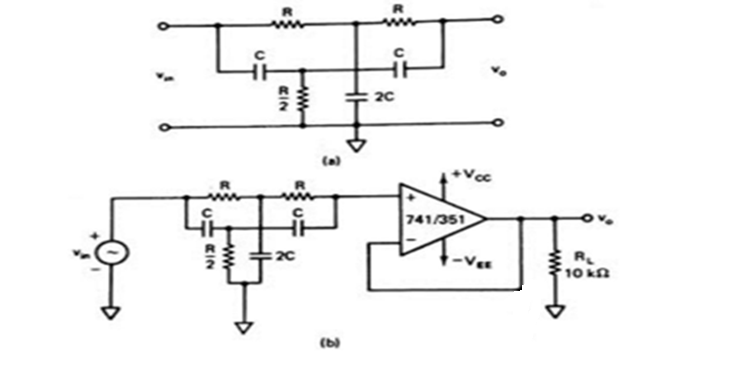 R R
C C
Vin Vo
R/2 2C
(a)
+VCC
R R
C C
741/351
+
-
Vin
+
-
R/2 2C
-VEE
Vo
RL
10 kΩ
(b)